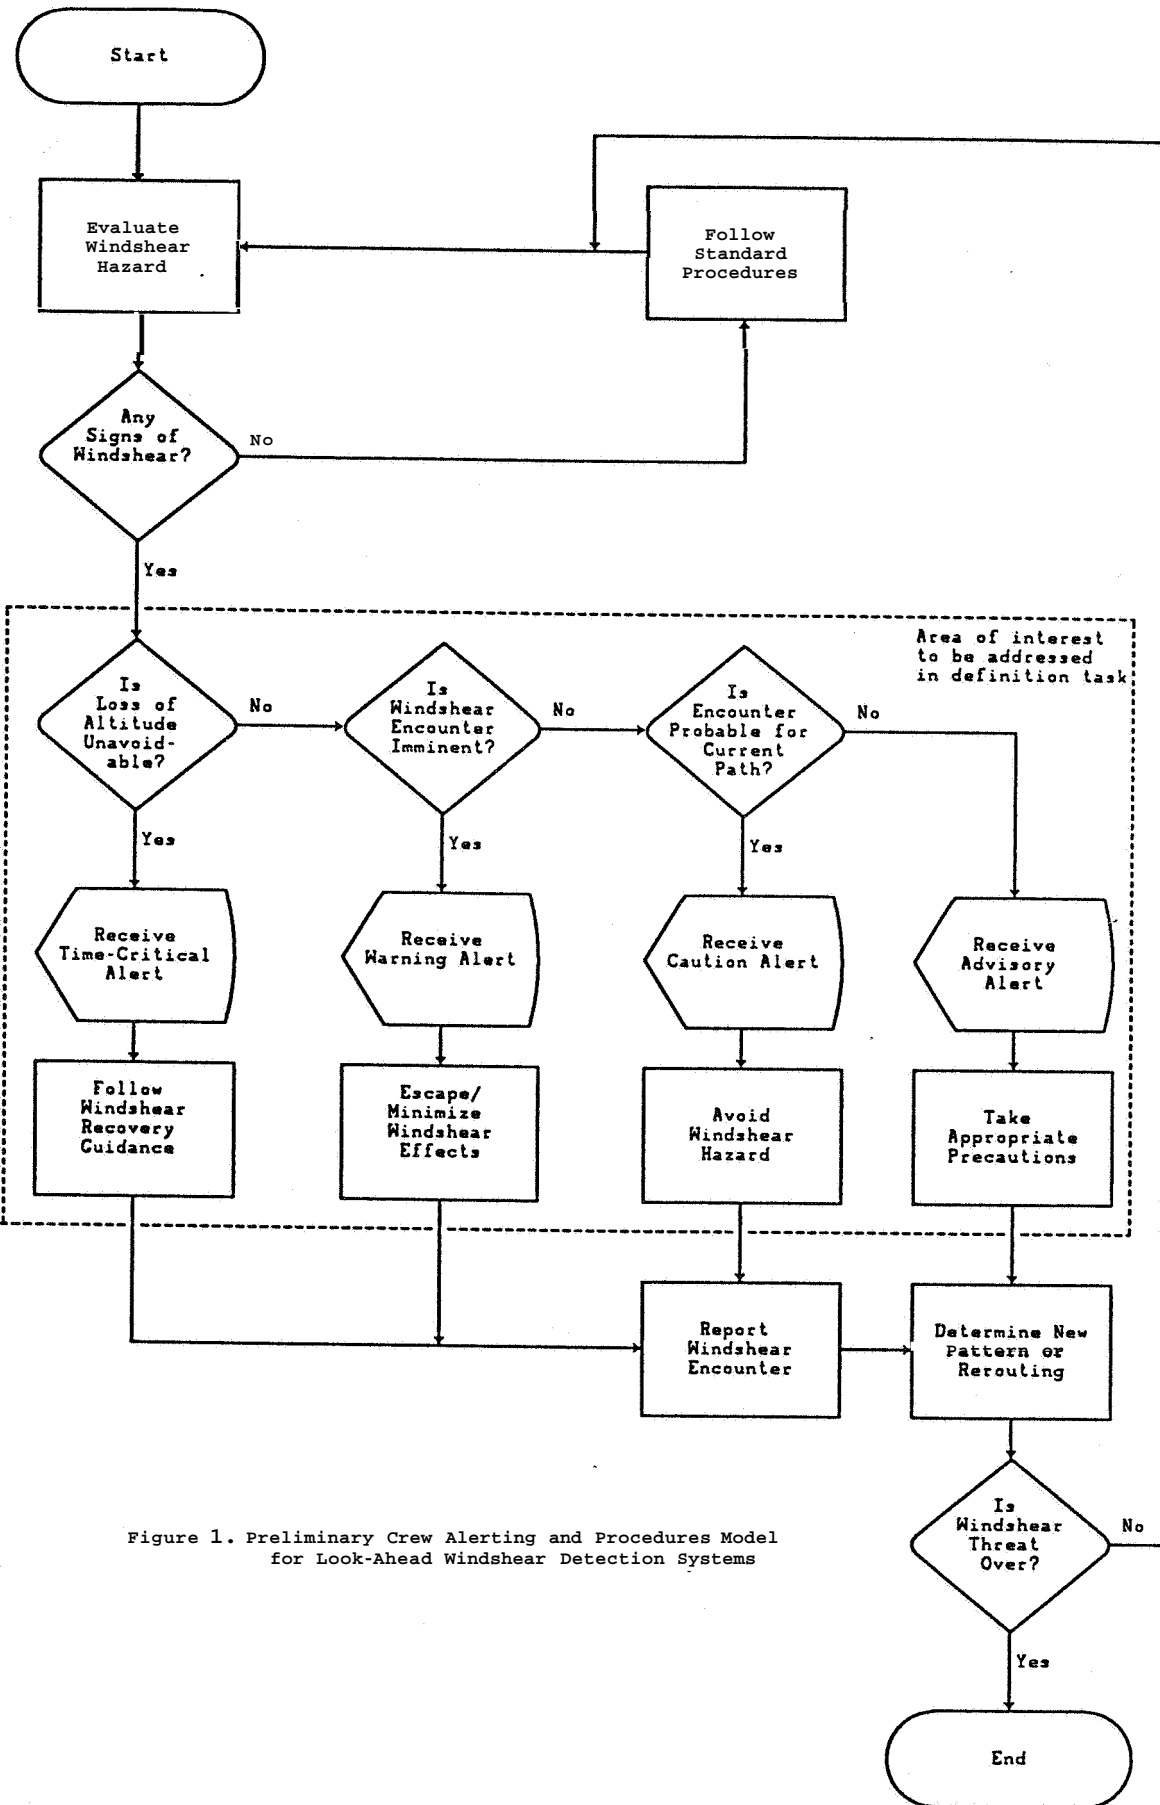 Start
Evaluate
Windshear
Hazard
Follow
Standard
Procedures
Any
Signs of
Windshear?
No
Yes
Area of interest
to be addressed
in definition task
Is
Loss of
Altitude
Unavoid-
able?
No
Is
Windshear
Encounter
Imminent?
No
Is
Encounter
Probable for
Current
Path?
No
Yes
Yes
Yes
Receive
Time-Critical
Alert
Receive
Warning Alert
Receive
Caution Alert
Receive
Advisory
Alert
Follow
Windshear
Recovery
Guidance
Escape/
Minimize
Windshear
Effects
Avoid
Windshear
Hazard
Take
Appropriate
Precautions
Report
Windshear
Encounter
Determine New
Pattern or
Rerouting
Is
Windshear
Threat
Over?
No
Figure 1. Preliminary Crew Alerting and Procedures Model
for Look-Ahead Windshear Detection Systems
Yes
End